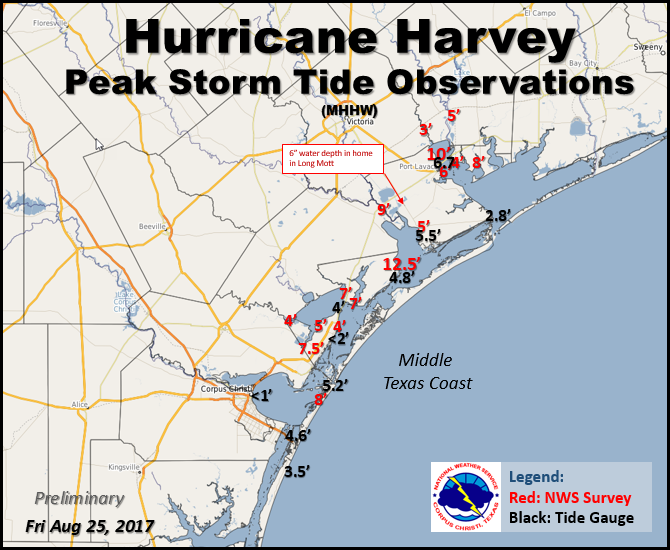 Floresville
El Campo
Hurricane Harvey
Sweeny
Bay City
Peak Storm Tide Observations
(MHHW)
Victoria
5'
3'
6" water depth in home
in Long Mott
10'
Port Lavaca
6.7
4'
8'
6'
9'
2.8'
5'
5.5'
Beeville
12.5'
4.8'
7'
7'
4'
4'
5'
4'
<2'
7.5'
Middle
Texas Coast
5.2'
Corpus Christi
<1'
8'
Alice
4.6'
3.5'
Kingsville
Preliminary
Fri Aug 25, 2017
NATIONAL WEATHER SERVICE
CORPUS CHRISTI, TEXAS
Legend:
Red: NWS Survey
Black: Tide Gauge